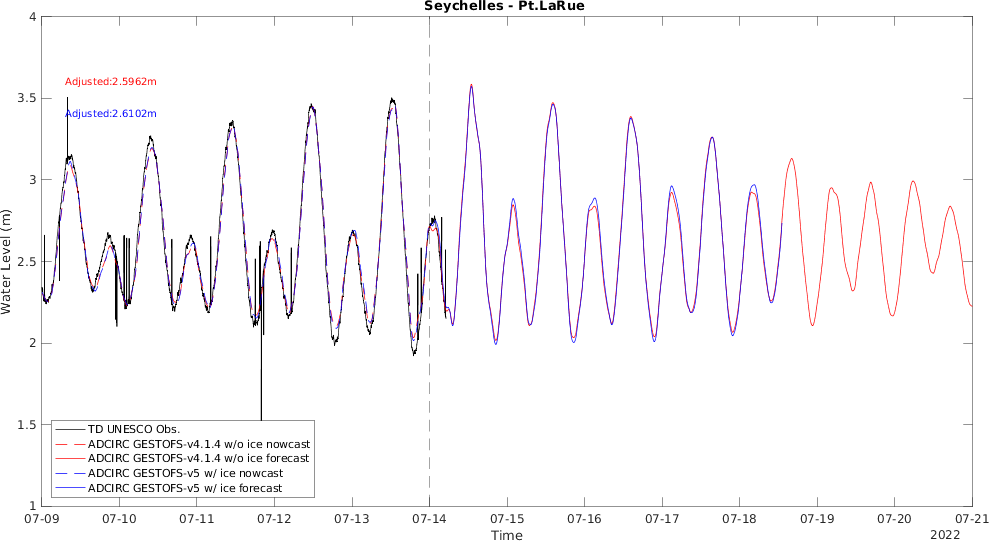 Seychelles - Pt.LaRue
4
3.5
3
2.5
2
1.5
1
Water Level (m)
Adjusted:2.5962m
Adjusted:2.6102m
TD UNESCO Obs.
ADCIRC GESTOFS-v4.1.4 w/o ice nowcast
ADCIRC GESTOFS-v4.1.4 w/o ice forecast
ADCIRC GESTOFS-v5 w/ ice nowcast
ADCIRC GESTOFS-v5 w/ ice forecast
07-09 07-10 07-11 07-12 07-13 07-14 07-15 07-16 07-17 07-18 07-19 07-20 07-21
Time
2022